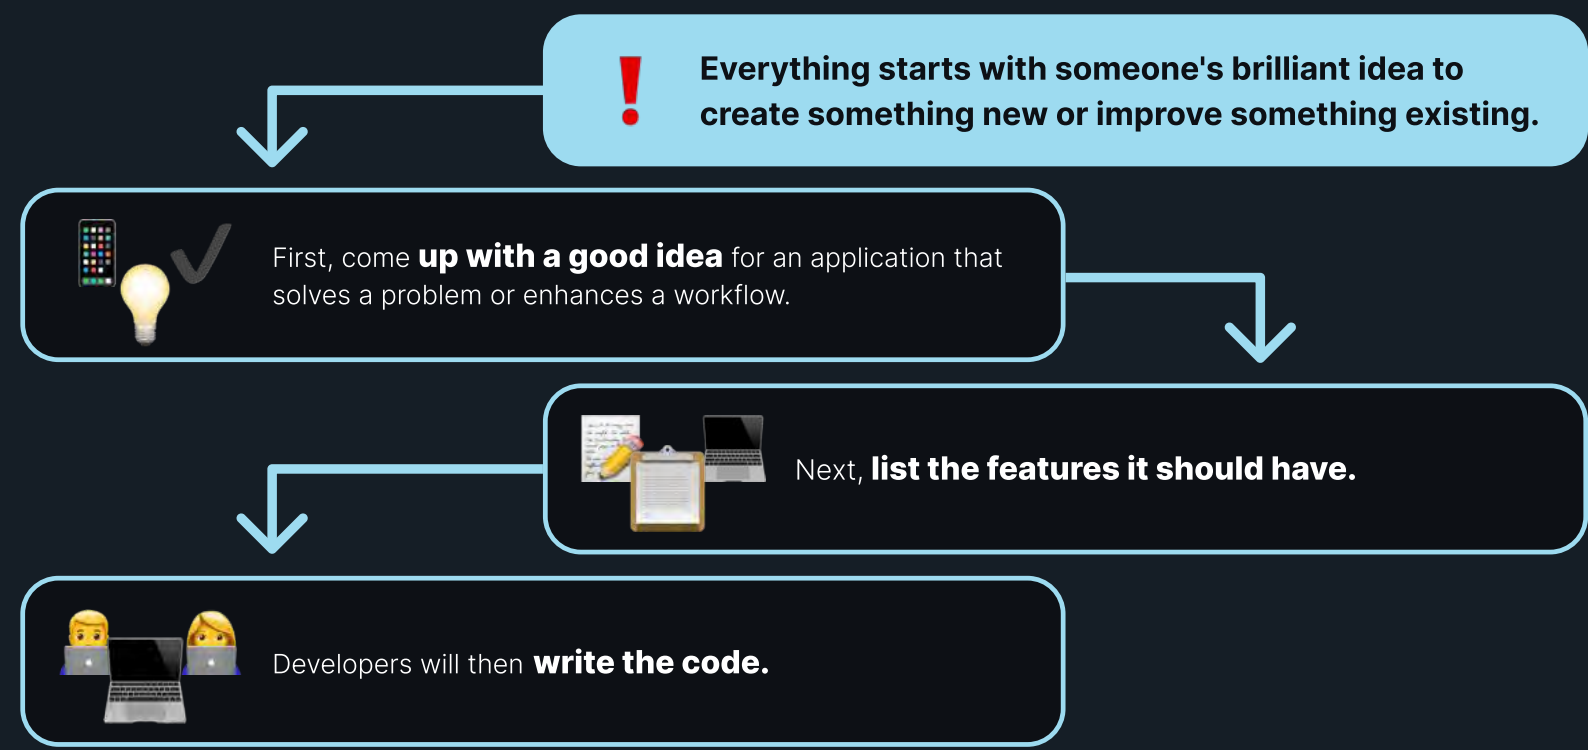 Everything starts with someone's brilliant idea to
create something new or improve something existing.
First, come up with a good idea for an application that
solves a problem or enhances a workflow.
Next, list the features it should have.
Developers will then write the code.